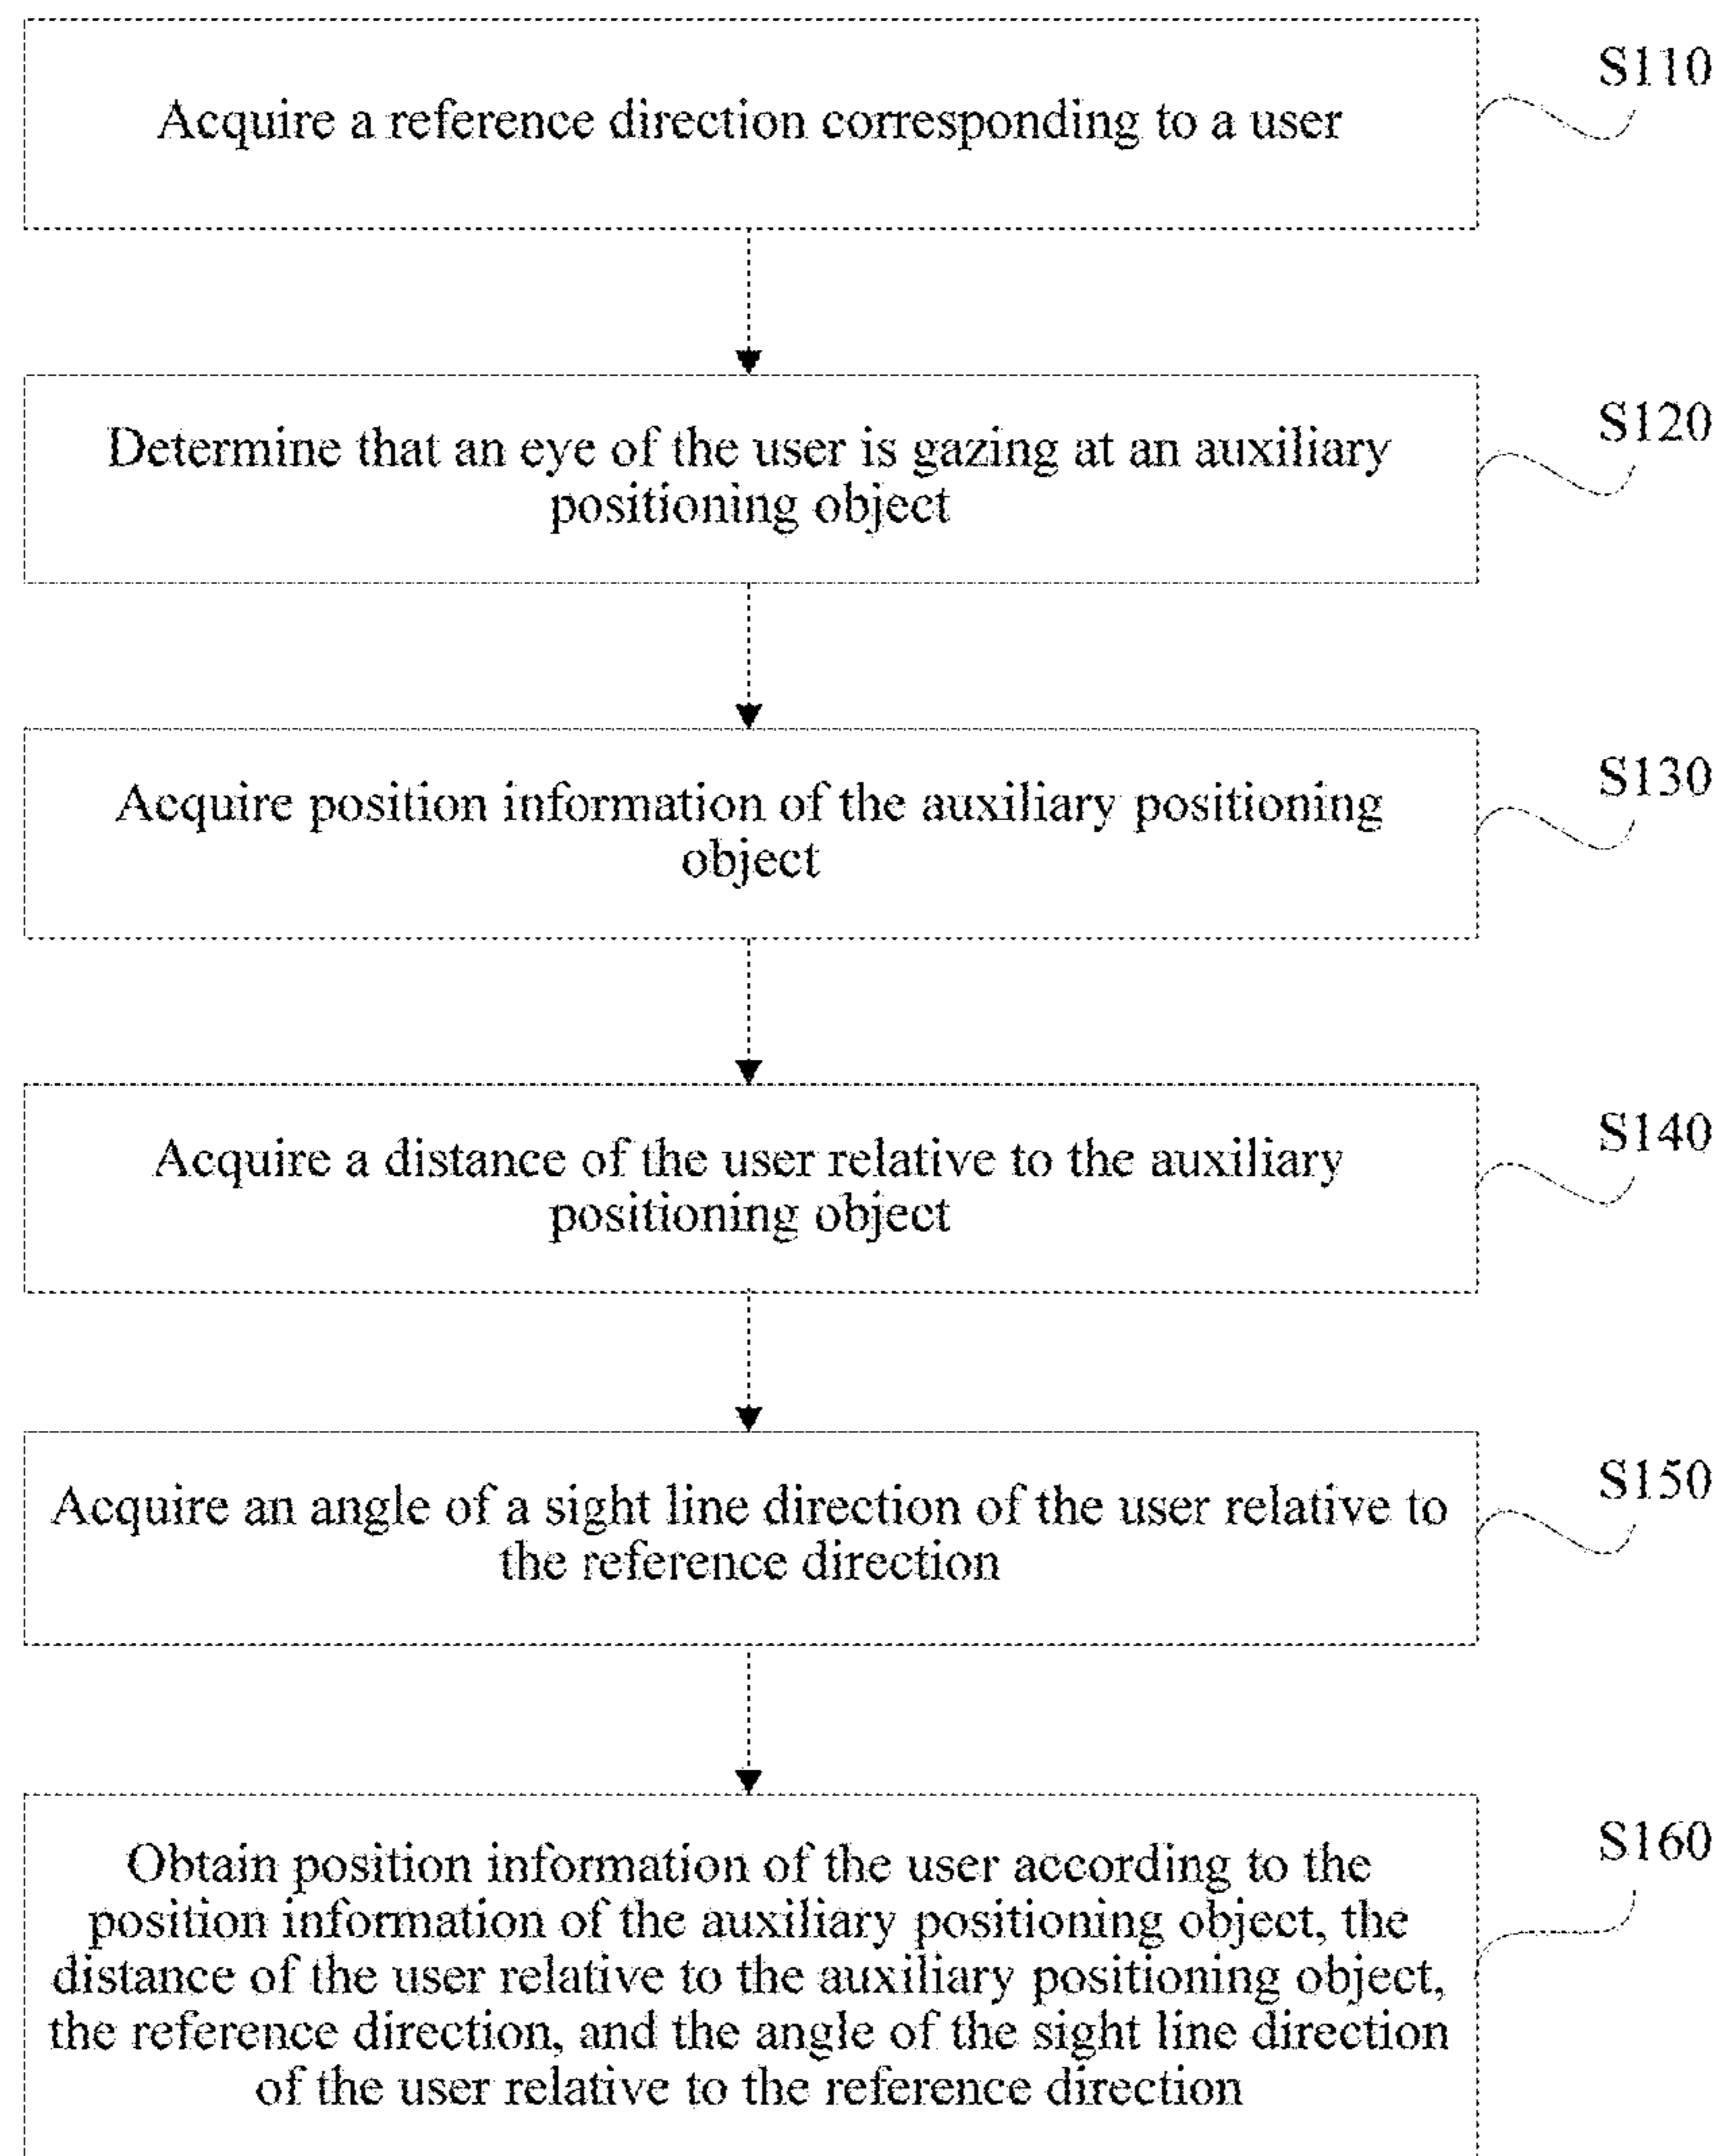 S110
Acquire a reference direction corresponding to a user
S120
Determine that an eye of the user is gazing at an auxiliary
positioning object
S130
Acquire position information of the auxiliary positioning
object
S140
Acquire a distance of the user relative to the auxiliary
positioning object
S150
Acquire an angle of a sight line direction of the user relative to
the reference direction
S160
Obtain position information of the user according to the
position information of the auxiliary positioning object, the
distance of the user relative to the auxiliary positioning object,
the reference direction, and the angle of the sight line direction
of the user relative to the reference direction